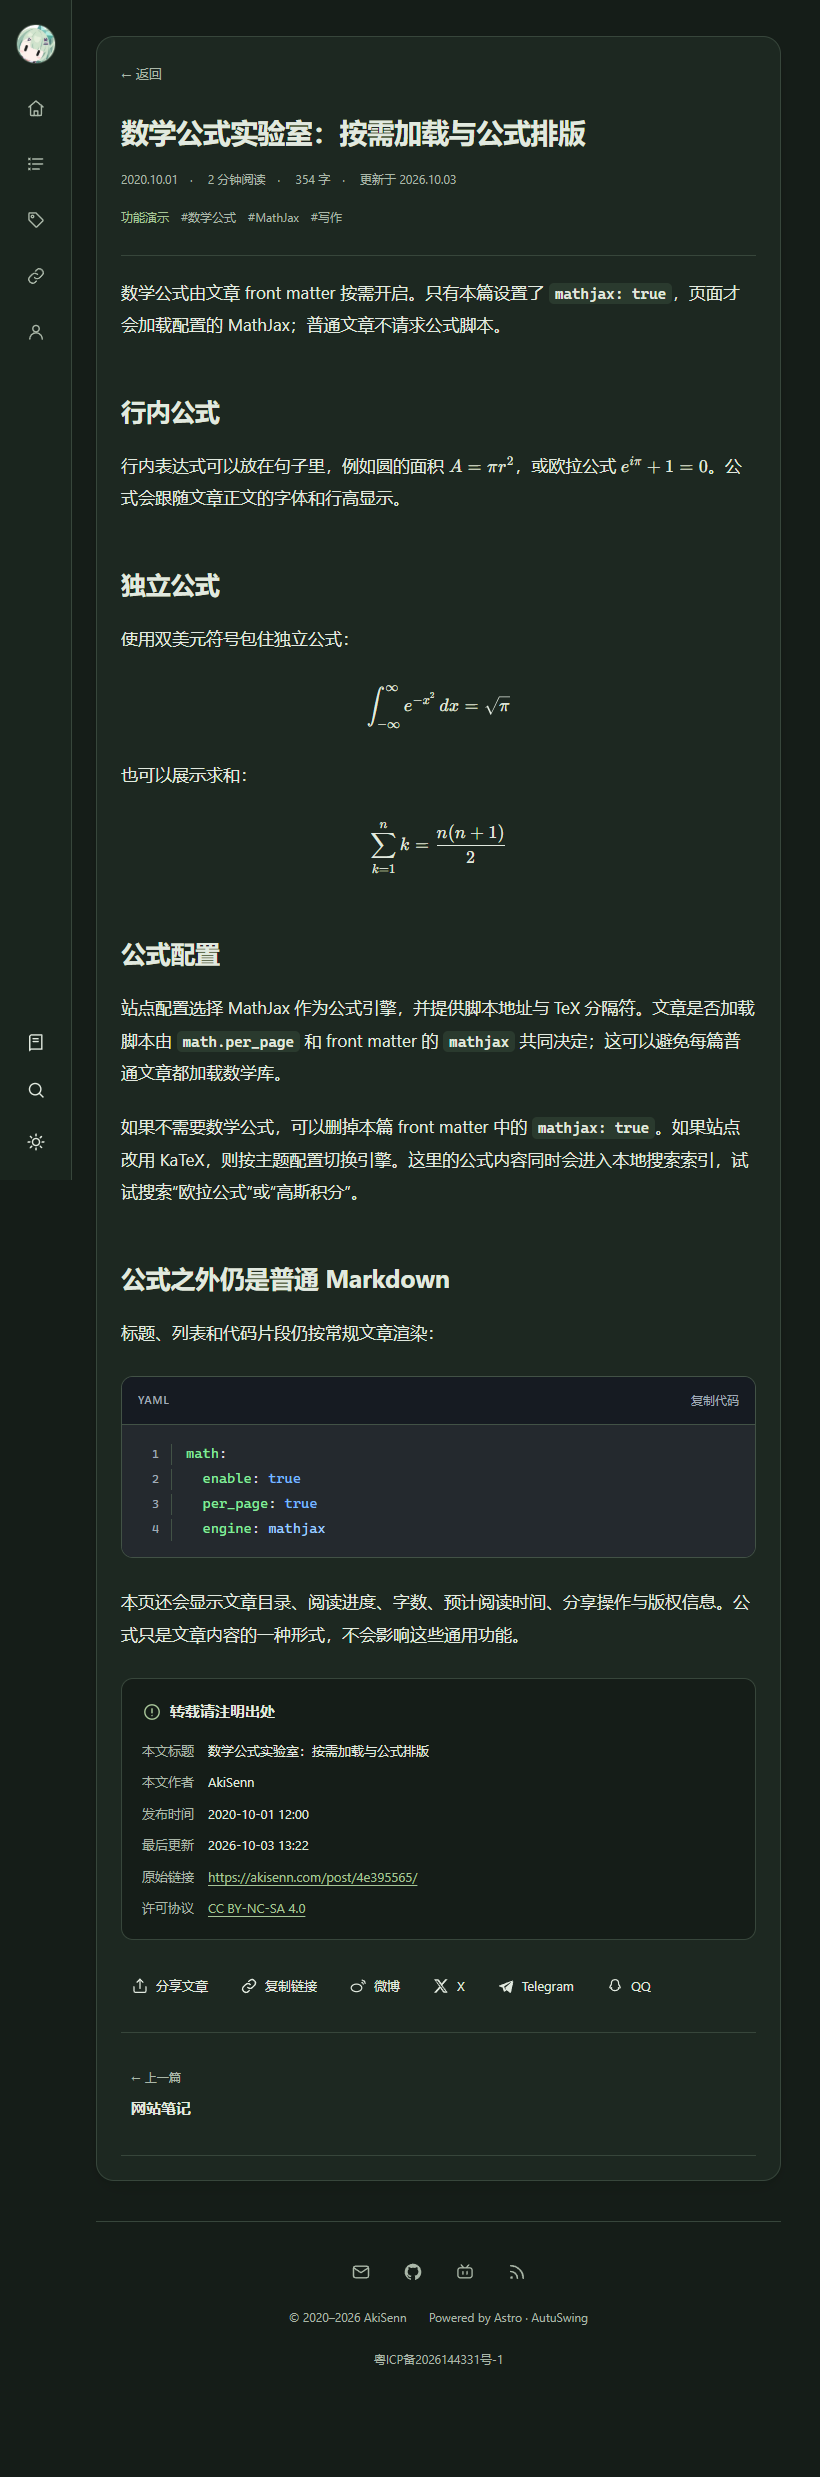 ← 返回
数学公式实验室：按需加载与公式排版
2020.10.01 · 2 分钟阅读 · 354 字 · 更新于 2026.10.03
功能演示 #数学公式 #MathJax #写作
数学公式由文章 front matter 按需开启。只有本篇设置了 mathjax: true，页面才
会加载配置的 MathJax；普通文章不请求公式脚本。
行内公式
行内表达式可以放在句子里，例如圆的面积 $A = \pi r^2$，或欧拉公式 $e^{i\pi} + 1 = 0$。公
式会跟随文章正文的字体和行高显示。
独立公式
使用双美元符号包住独立公式：
$\int_{-\infty}^{\infty} e^{-x^2} dx = \sqrt{\pi}$
也可以展示求和：
$\sum_{k=1}^{n} k = \frac{n(n+1)}{2}$
公式配置
站点配置选择 MathJax 作为公式引擎，并提供脚本地址与 TeX 分隔符。文章是否加载
脚本由 math.per_page 和 front matter 的 mathjax 共同决定；这可以避免每篇普
通文章都加载数学库。
如果不需要数学公式，可以删掉本篇 front matter 中的 mathjax: true。如果站点
改用 KaTeX，则按主题配置切换引擎。这里的公式内容同时会进入本地搜索索引，试
试搜索“欧拉公式”或“高斯积分”。
公式之外仍是普通 Markdown
标题、列表和代码片段仍按常规文章渲染：
YAML 复制代码
1 math:
2   enable: true
3   per_page: true
4   engine: mathjax
本页还会显示文章目录、阅读进度、字数、预计阅读时间、分享操作与版权信息。公
式只是文章内容的一种形式，不会影响这些通用功能。
转载请注明出处
本文标题 数学公式实验室：按需加载与公式排版
本文作者 AkiSenn
发布时间 2020-10-01 12:00
最后更新 2026-10-03 13:22
原始链接 https://akisenn.com/post/4e395565/
许可协议 CC BY-NC-SA 4.0
分享文章 复制链接 微博 X Telegram QQ
← 上一篇
网站笔记
© 2020–2026 AkiSenn Powered by Astro · AutuSwing
粤ICP备2026144331号-1